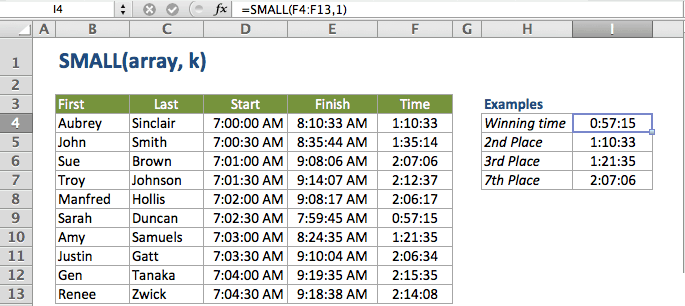 I4 fx =SMALL(F4:F13,1)
A B C D E F G H I
1 SMALL(array, k)
2
3 First Last Start Finish Time Examples
4 Aubrey Sinclair 7:00:00 AM 8:10:33 AM 1:10:33 Winning time 0:57:15
5 John Smith 7:00:30 AM 8:35:44 AM 1:35:14 2nd Place 1:10:33
6 Sue Brown 7:01:00 AM 9:08:06 AM 2:07:06 3rd Place 1:21:35
7 Troy Johnson 7:01:30 AM 9:14:07 AM 2:12:37 7th Place 2:07:06
8 Manfred Hollis 7:02:00 AM 9:08:17 AM 2:06:17
9 Sarah Duncan 7:02:30 AM 7:59:45 AM 0:57:15
10 Amy Samuels 7:03:00 AM 8:24:35 AM 1:21:35
11 Justin Gatt 7:03:30 AM 9:10:04 AM 2:06:34
12 Gen Tanaka 7:04:00 AM 9:19:35 AM 2:15:35
13 Renee Zwick 7:04:30 AM 9:18:38 AM 2:14:08